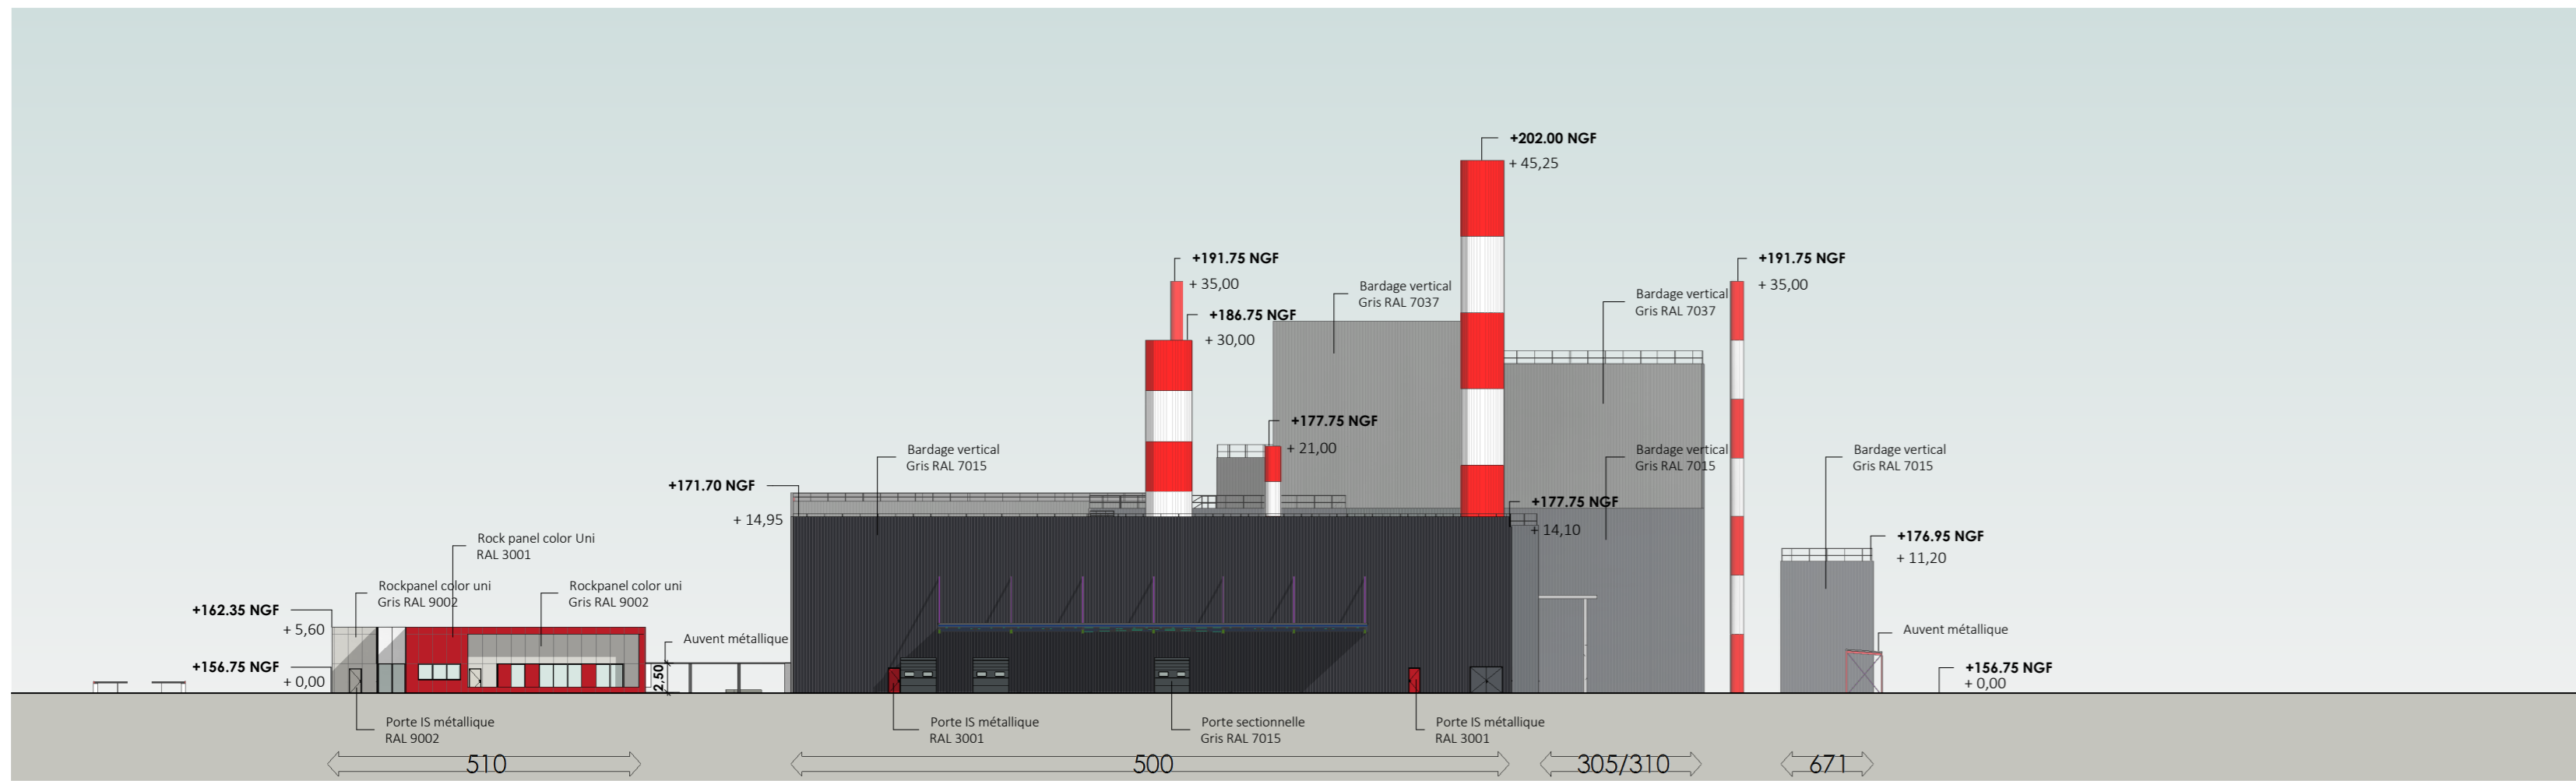 +202.00 NGF
+ 45,25
+191.75 NGF
+ 35,00
+186.75 NGF
+ 30,00
Bardage vertical
Gris RAL 7037
Bardage vertical
Gris RAL 7037
+191.75 NGF
+ 35,00
+177.75 NGF
+ 21,00
Bardage vertical
Gris RAL 7015
Bardage vertical
Gris RAL 7015
Bardage vertical
Gris RAL 7015
+171.70 NGF
+ 14,95
+177.75 NGF
+ 14,10
+176.95 NGF
+ 11,20
Rock panel color Uni
RAL 3001
Rockpanel color uni
Gris RAL 9002
Rockpanel color uni
Gris RAL 9002
+162.35 NGF
+ 5,60
Auvent métallique
Auvent métallique
+156.75 NGF
+ 0,00
2,50
+156.75 NGF
+ 0,00
Porte IS métallique
RAL 9002
Porte IS métallique
RAL 3001
Porte sectionnelle
Gris RAL 7015
Porte IS métallique
RAL 3001
510
500
305/310
671